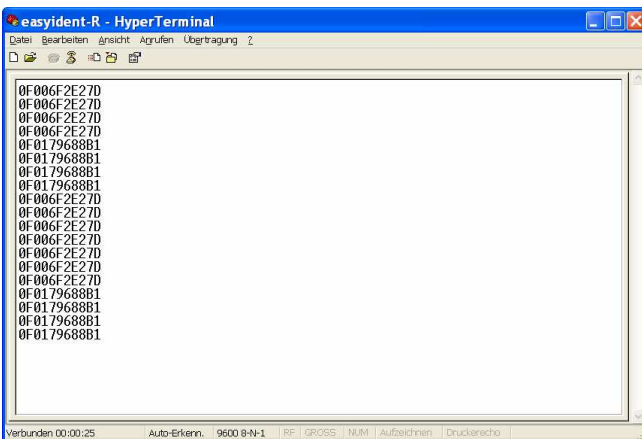 easyident-R - HyperTerminal
Datei Bearbeiten Ansicht Anrufen Übertragung ?
0F006F2E27D
0F006F2E27D
0F006F2E27D
0F006F2E27D
0F0179688B1
0F0179688B1
0F0179688B1
0F0179688B1
0F006F2E27D
0F006F2E27D
0F006F2E27D
0F006F2E27D
0F006F2E27D
0F006F2E27D
0F006F2E27D
0F0179688B1
0F0179688B1
0F0179688B1
0F0179688B1
Verbunden 00:00:25 Auto-Erkenn. 9600 8-N-1 RF GROSS NUM Aufzeichnen Druckerecho